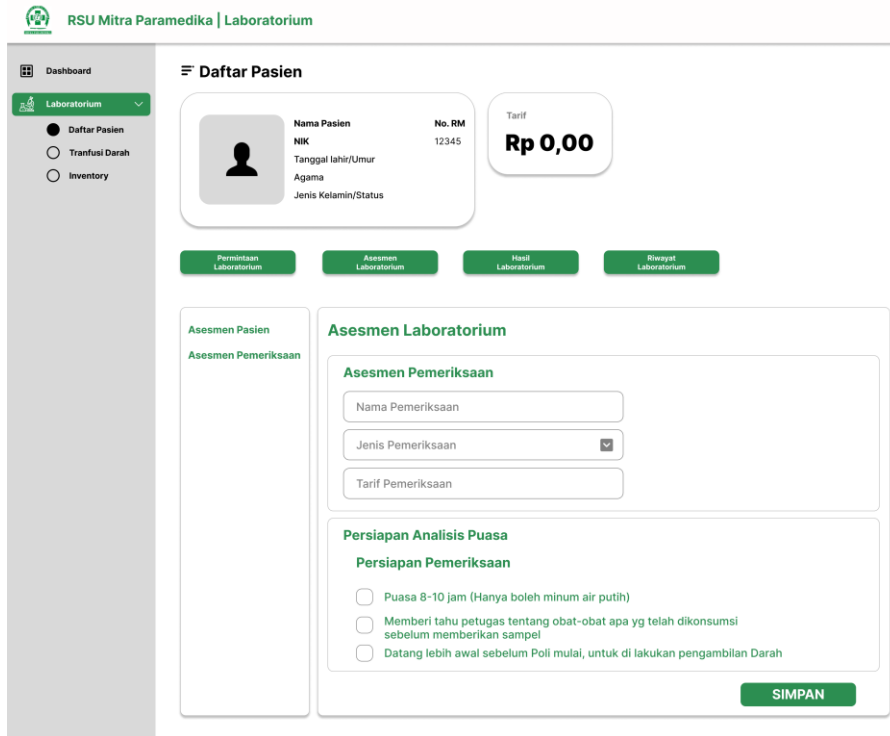 RSU Mitra Paramedika | Laboratorium
Dashboard
Laboratorium
Daftar Pasien
Tranfusi Darah
Inventory
Daftar Pasien
Nama Pasien
No. RM
NIK
12345
Tanggal lahir/Umur
Agama
Jenis Kelamin/Status
Tarif
Rp 0,00
Permintaan
Laboratorium
Asesmen
Laboratorium
Hasil
Laboratorium
Riwayat
Laboratorium
Asesmen Pasien
Asesmen Pemeriksaan
Asesmen Laboratorium
Asesmen Pemeriksaan
Nama Pemeriksaan
Jenis Pemeriksaan
Tarif Pemeriksaan
Persiapan Analisis Puasa
Persiapan Pemeriksaan
Puasa 8-10 jam (Hanya boleh minum air putih)
Memberi tahu petugas tentang obat-obat apa yg telah dikonsumsi
sebelum memberikan sampel
Datang lebih awal sebelum Poli mulai, untuk di lakukan pengambilan Darah
SIMPAN